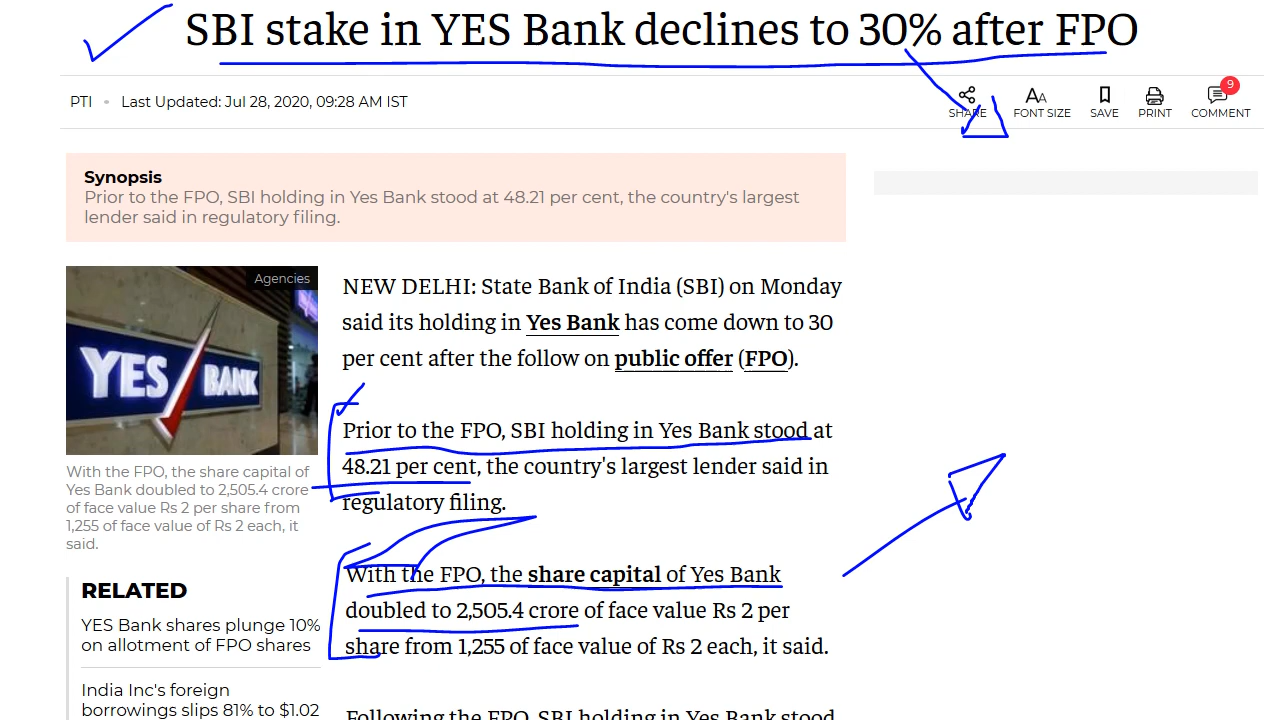 SBI stake in YES Bank declines to 30% after FPO
PTI • Last Updated: Jul 28, 2020, 09:28 AM IST
9
SHARE FONT SIZE SAVE PRINT COMMENT
Synopsis
Prior to the FPO, SBI holding in Yes Bank stood at 48.21 per cent, the country's largest
lender said in regulatory filing.
Agencies
YES BANK
With the FPO, the share capital of
Yes Bank doubled to 2,505.4 crore
of face value Rs 2 per share from
1,255 of face value of Rs 2 each, it
said.
RELATED
YES Bank shares plunge 10%
on allotment of FPO shares
India Inc's foreign
borrowings slips 81% to $1.02
NEW DELHI: State Bank of India (SBI) on Monday
said its holding in Yes Bank has come down to 30
per cent after the follow on public offer (FPO).
Prior to the FPO, SBI holding in Yes Bank stood at
48.21 per cent, the country's largest lender said in
regulatory filing.
With the FPO, the share capital of Yes Bank
doubled to 2,505.4 crore of face value Rs 2 per
share from 1,255 of face value of Rs 2 each, it said.
Following the FPO, SBI holding in Yes Bank stood